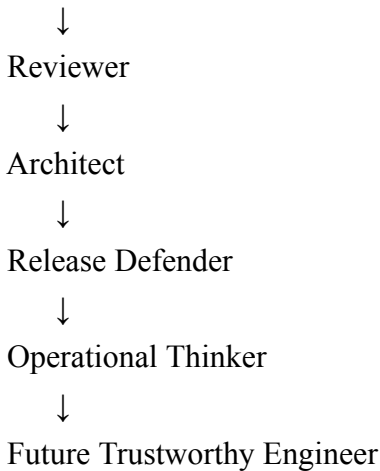 ↓
Reviewer
↓
Architect
↓
Release Defender
↓
Operational Thinker
↓
Future Trustworthy Engineer